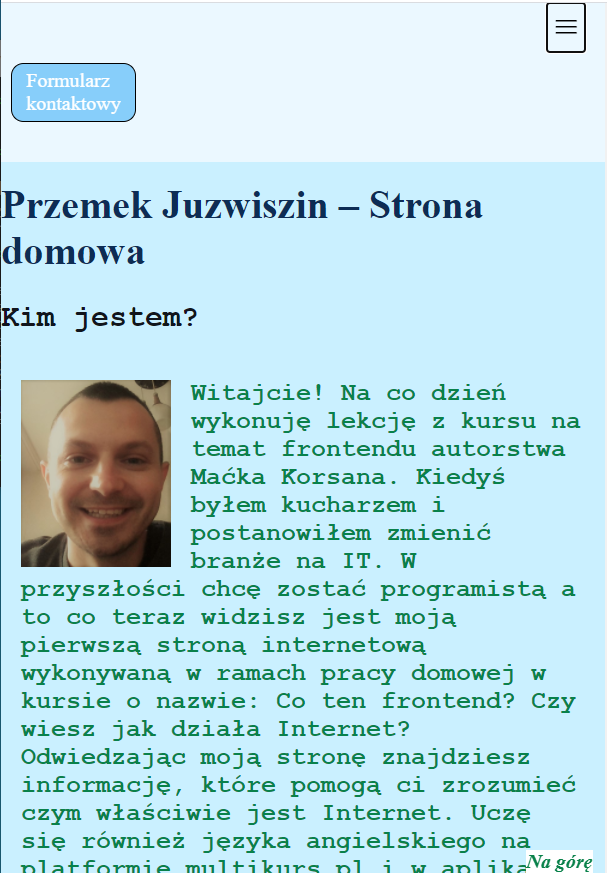 Formularz
kontaktowy
Przemek Juzwiszin – Strona
domowa
Kim jestem?
Witajcie! Na co dzień
wykonuję lekcję z kursu na
temat frontendu autorstwa
Maćka Korsana. Kiedyś
byłem kucharzem i
postanowiłem zmienić
branże na IT. W
przyszłości chcę zostać programistą a
to co teraz widzisz jest moją
pierwszą stroną internetową
wykonywaną w ramach pracy domowej w
kursie o nazwie: Co ten frontend? Czy
wiesz jak działa Internet?
Odwiedzając moją stronę znajdziesz
informację, które pomogą ci zrozumieć
czym właściwie jest Internet. Uczę
się również języka angielskiego na
platformie multikurs.pl i w
Na górę